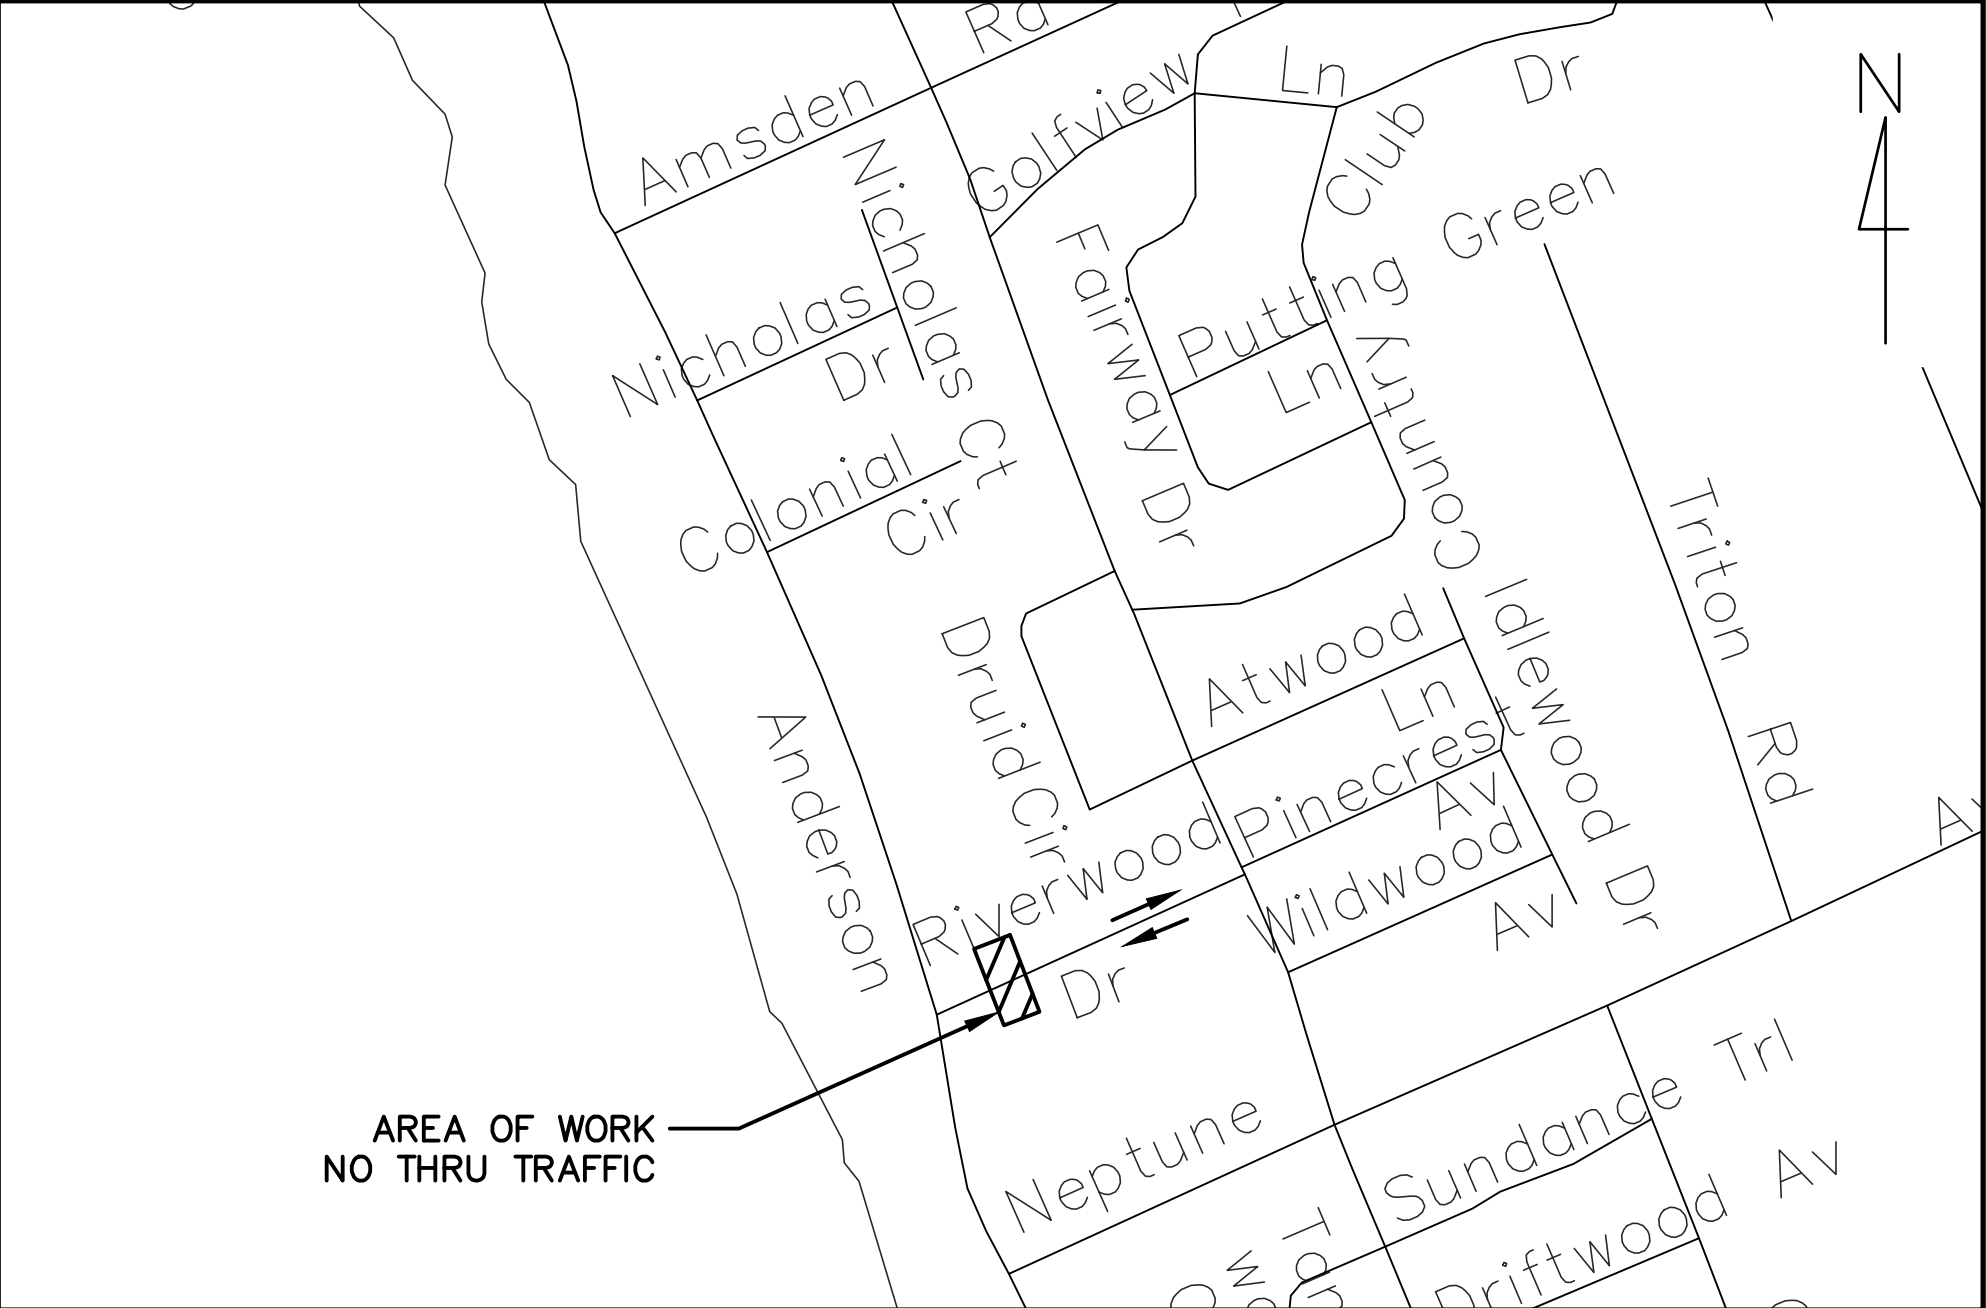 Rd
Amsden
Golfview
Ln
Dr
N
Nicholas Ct
Club
Country
Green
Putting
Ln
Fairway Dr
Nicholas
Dr
Colonial
Cir
Triton
Rd
Druid Cir
Atwood
Ln
Idlewood Dr
Pinecrest
Av
Anderson
Riverwood
Dr
Wildwood
Av
AREA OF WORK
NO THRU TRAFFIC
Neptune
Sundance Trl
Driftwood
Av